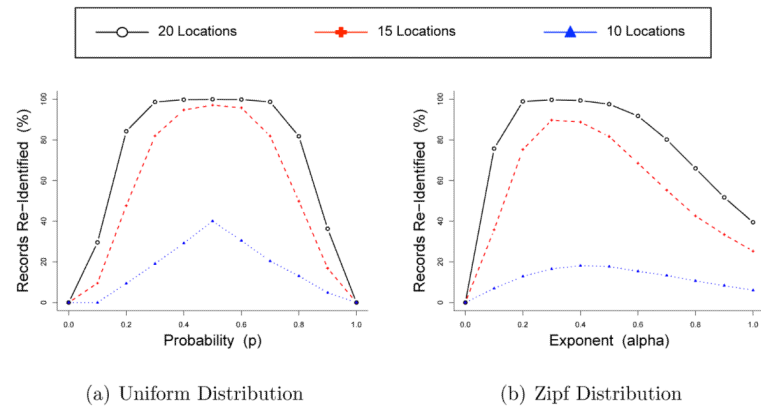 20 Locations 15 Locations 10 Locations
Records Re-Identified (%)
0 20 40 60 80 100
0.0 0.2 0.4 0.6 0.8 1.0
Probability (p)
(a) Uniform Distribution
Records Re-Identified (%)
0 20 40 60 80 100
0.0 0.2 0.4 0.6 0.8 1.0
Exponent (alpha)
(b) Zipf Distribution